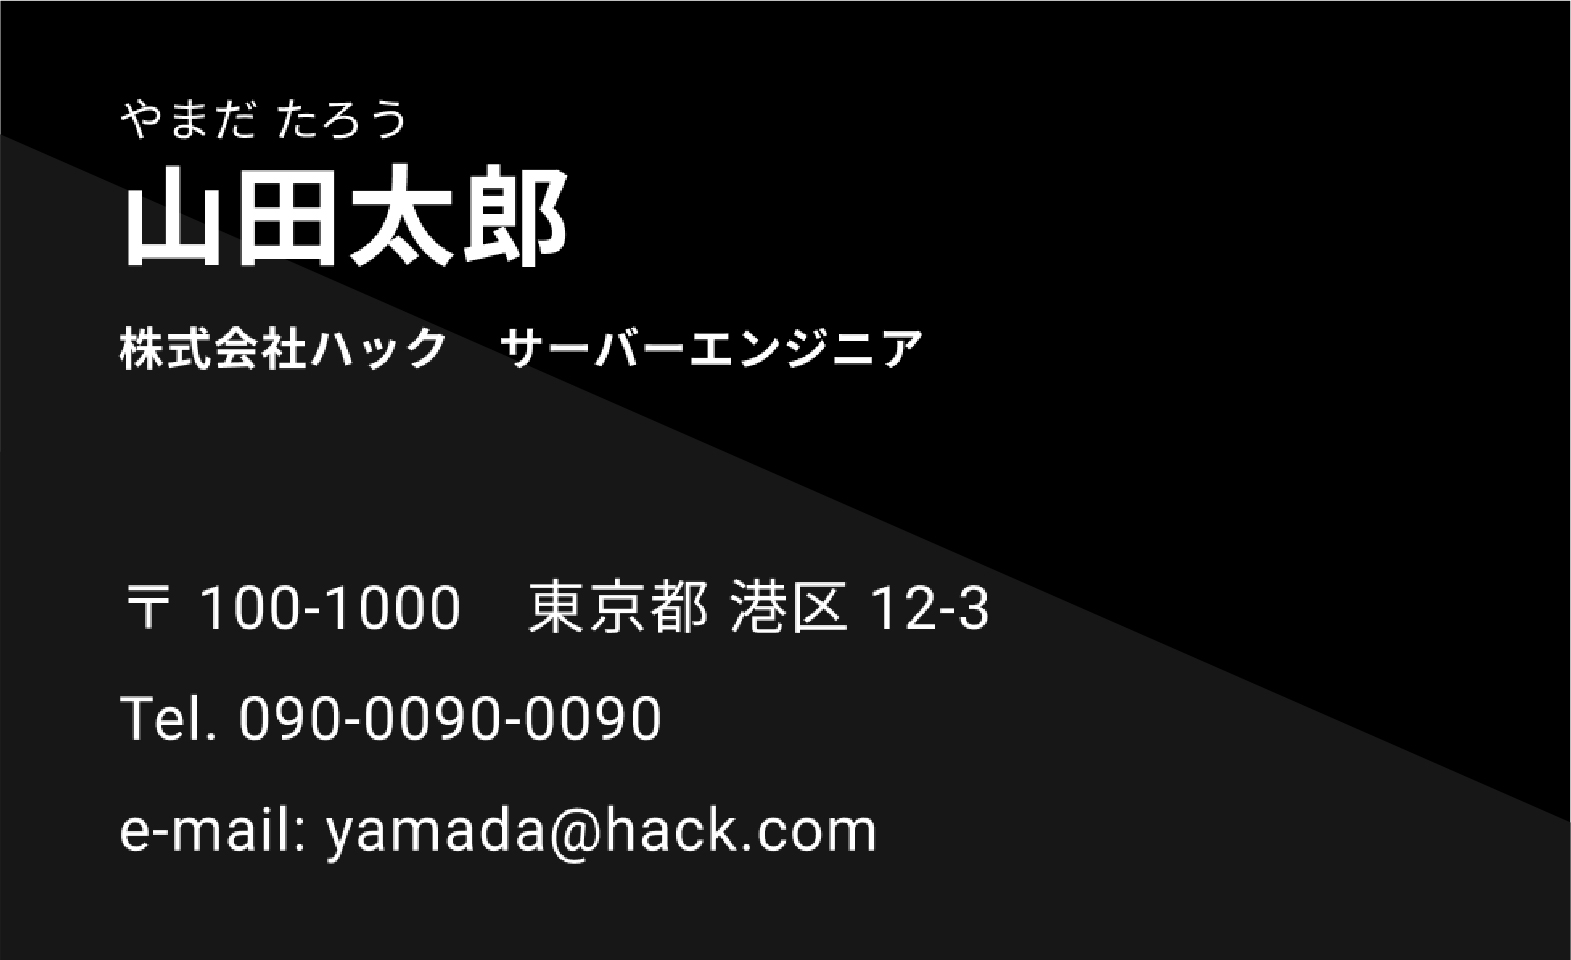 やまだ たろう
山田太郎
株式会社ハック　サーバーエンジニア
〒 100-1000　東京都 港区 12-3
Tel. 090-0090-0090
e-mail: yamada@hack.com